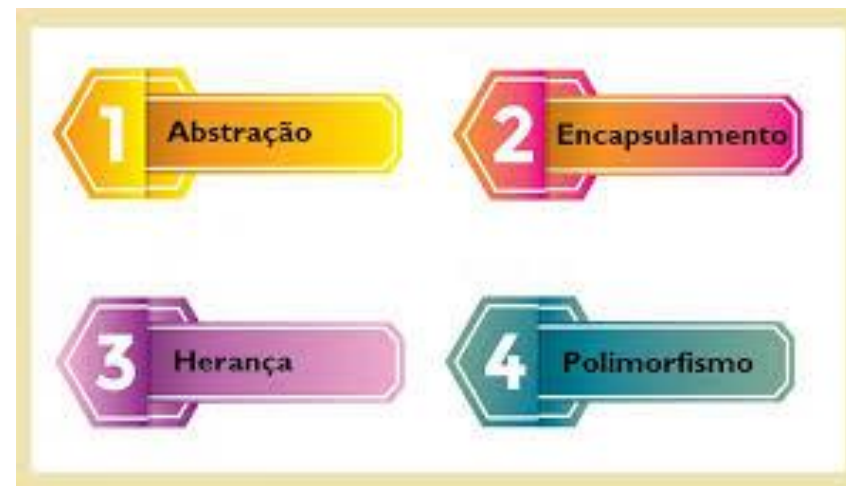 1 Abstração
2 Encapsulamento
3 Herança
4 Polimorfismo